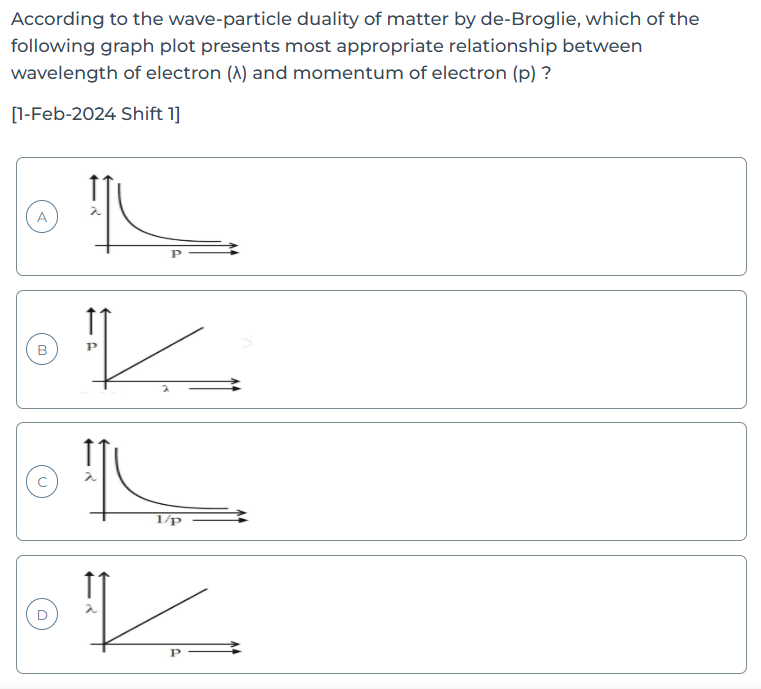 According to the wave-particle duality of matter by de-Broglie, which of the
following graph plot presents most appropriate relationship between
wavelength of electron (λ) and momentum of electron (p) ?
[1-Feb-2024 Shift 1]
A
λ
P
B
P
λ
C
λ
1/p
D
λ
P